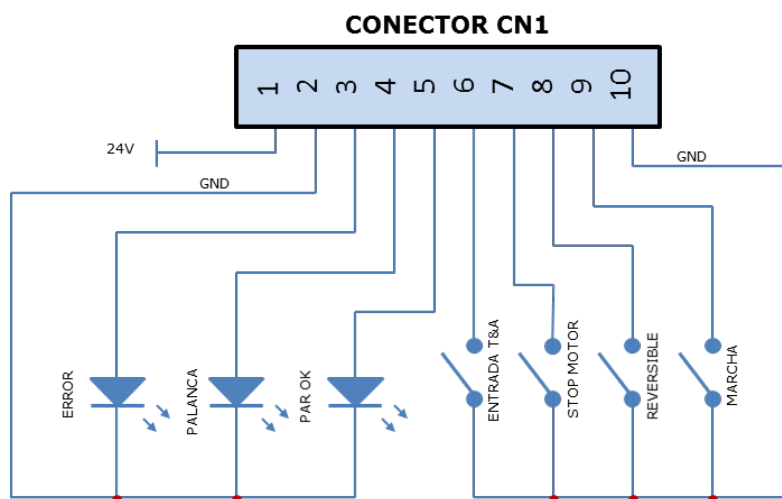 CONECTOR CN1
1 2 3 4 5 6 7 8 9 10
24V
GND
GND
ERROR
PALANCA
PAR OK
ENTRADA T&A
STOP MOTOR
REVERSIBLE
MARCHA